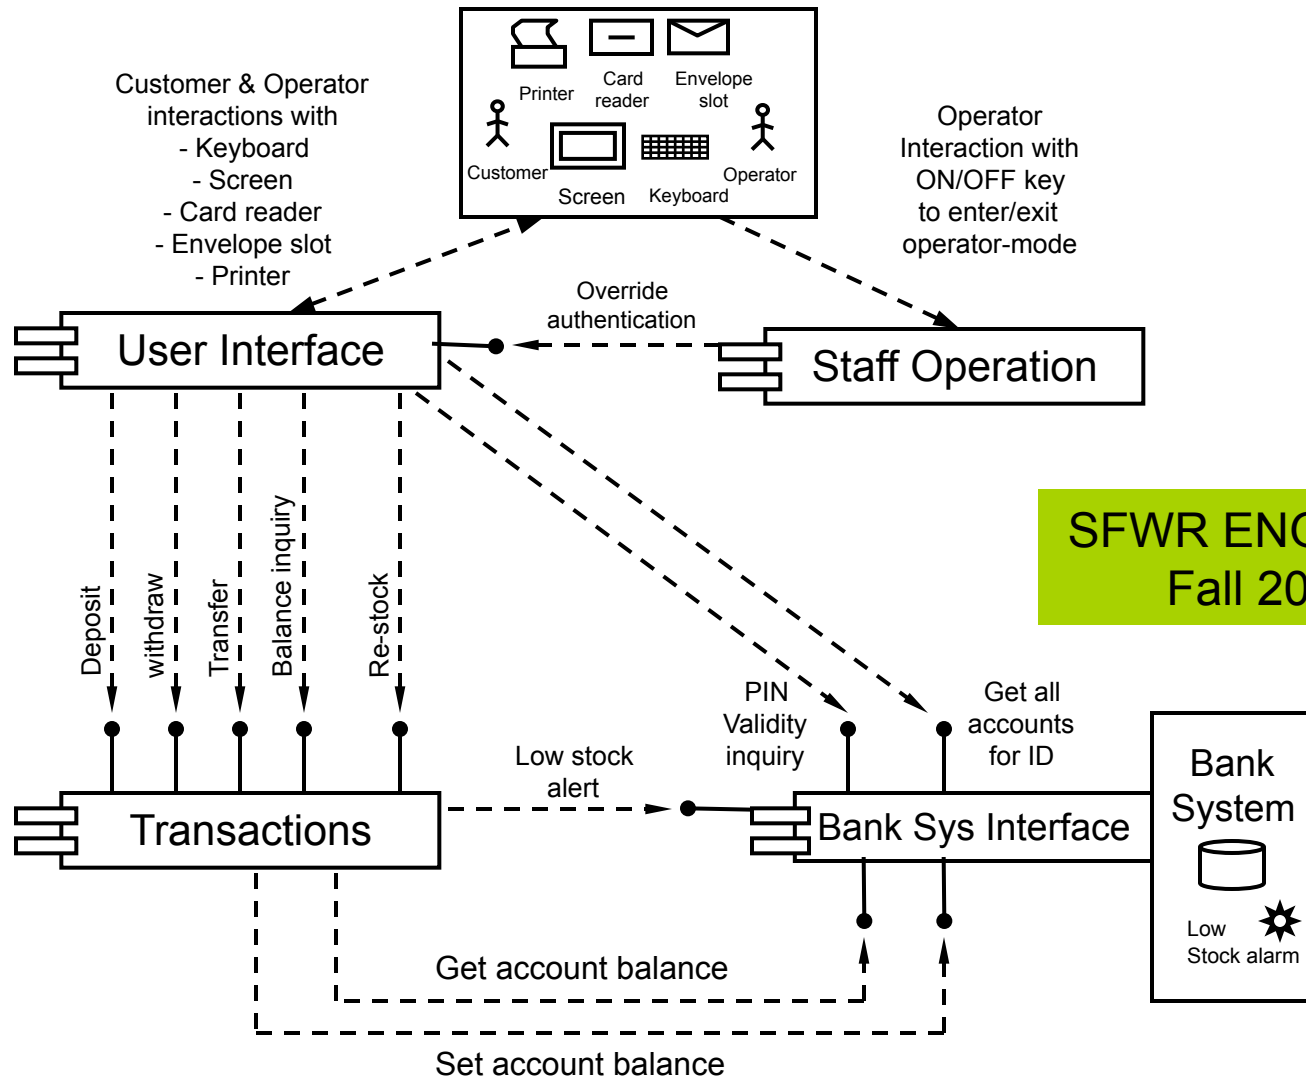 Customer & Operator
interactions with
- Keyboard
- Screen
- Card reader
- Envelope slot
- Printer
Printer
Card
reader
Envelope
slot
Customer
Screen
Keyboard
Operator
Operator
Interaction with
ON/OFF key
to enter/exit
operator-mode
User Interface
Override
authentication
Staff Operation
Deposit
withdraw
Transfer
Balance inquiry
Re-stock
SFWR
Fall
PIN
Validity
inquiry
Get all
accounts
for ID
Low stock
alert
Transactions
Bank Sys Interface
Bank
System
Low
Stock alarm
Get account balance
Set account balance